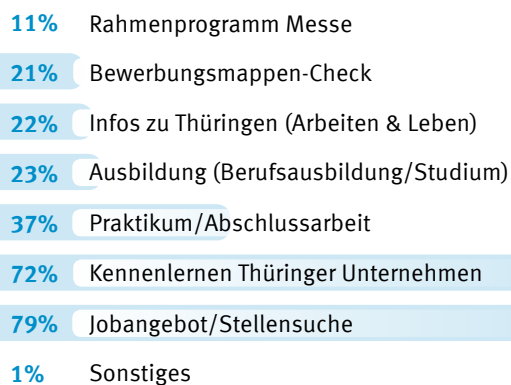 11% Rahmenprogramm Messe
21% Bewerbungsmappen-Check
22% Infos zu Thüringen (Arbeiten & Leben)
23% Ausbildung (Berufsausbildung/Studium)
37% Praktikum/Abschlussarbeit
72% Kennenlernen Thüringer Unternehmen
79% Jobangebot/Stellensuche
1% Sonstiges